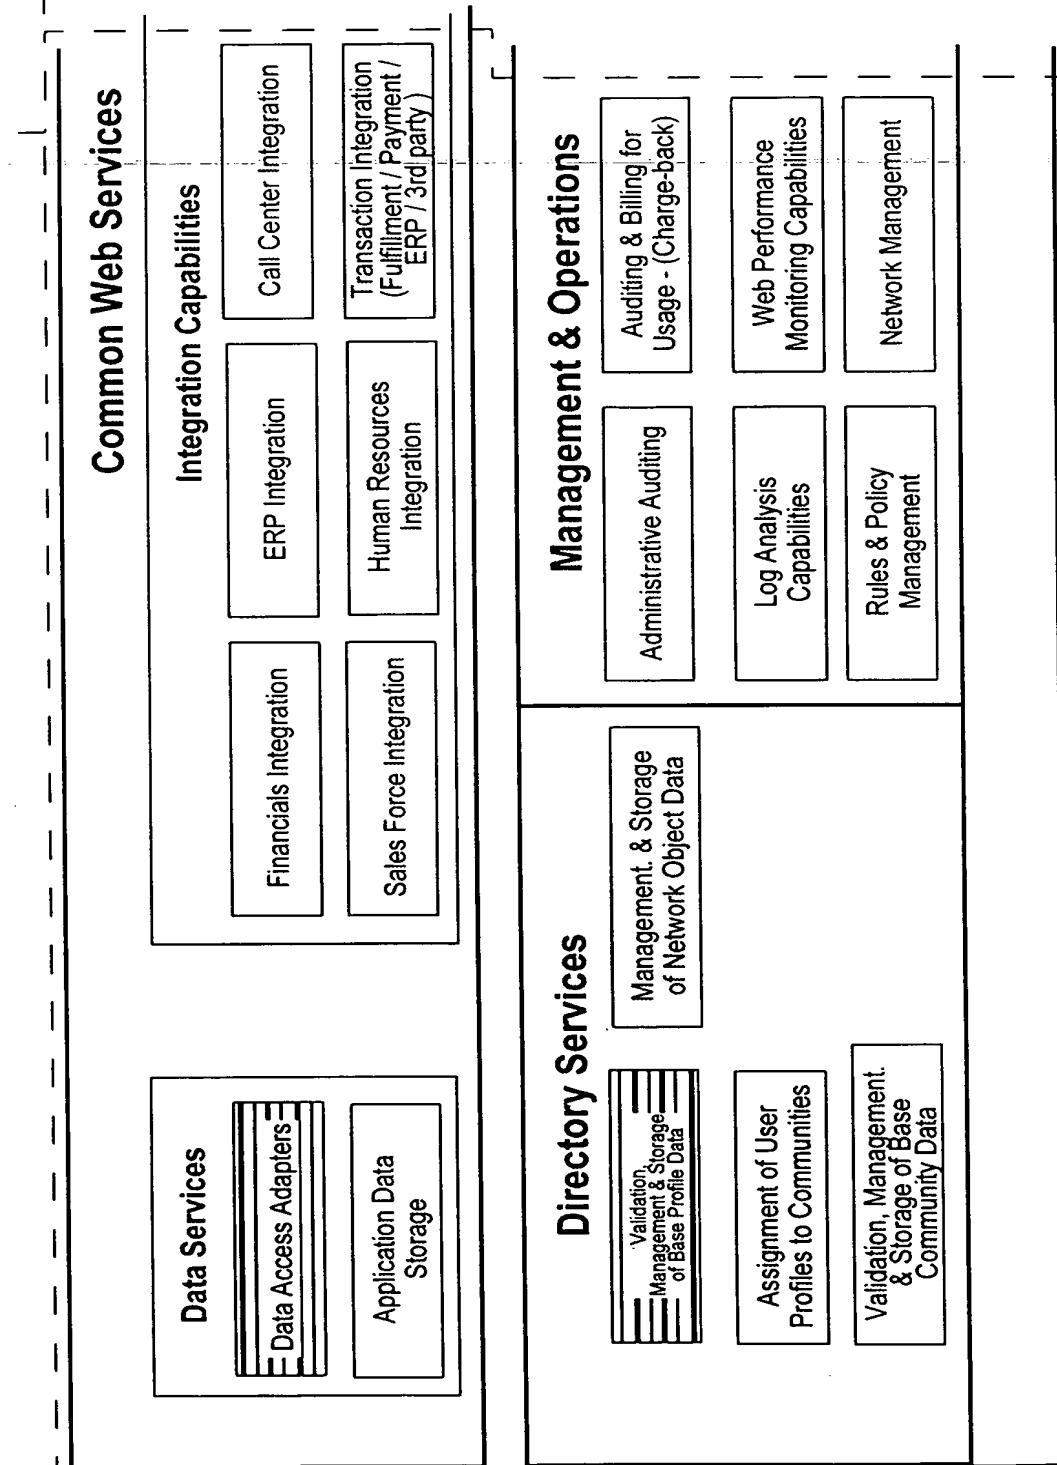 Common Web Services
Data Services
Data Access Adapters
Application Data
Storage
Integration Capabilities
Financials Integration
ERP Integration
Call Center Integration
Sales Force Integration
Human Resources
Integration
Transaction Integration
(Fulfillment / Payment /
ERP / 3rd party )
Directory Services
Validation,
Management & Storage
of Base Profile Data
Management. & Storage
of Network Object Data
Assignment of User
Profiles to Communities
Validation, Management.
& Storage of Base
Community Data
Management & Operations
Administrative Auditing
Auditing & Billing for
Usage - (Charge-back)
Log Analysis
Capabilities
Web Performance
Monitoring Capabilities
Rules & Policy
Management
Network Management